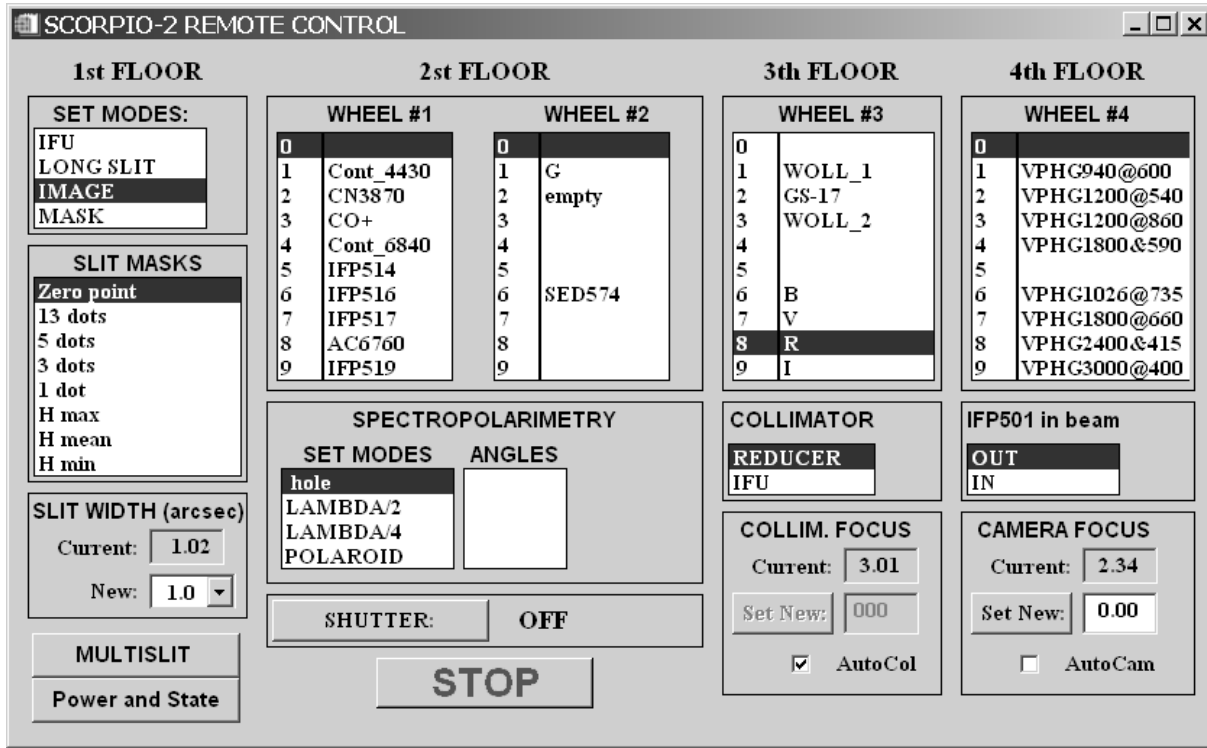 SCORPIO-2 REMOTE CONTROL
1st FLOOR
SET MODES:
IFU
LONG SLIT
IMAGE
MASK
SLIT MASKS
Zero point
13 dots
5 dots
3 dots
1 dot
H max
H mean
H min
SLIT WIDTH (arcsec)
Current: 1.02
New: 1.0
MULTISLIT
Power and State
2st FLOOR
WHEEL #1
0
1 Cont_4430
2 CN3870
3 CO+
4 Cont_6840
5 IFP514
6 IFP516
7 IFP517
8 AC6760
9 IFP519
WHEEL #2
0
1 G
2 empty
3
4
5
6 SED574
7
8
9
SPECTROPOLARIMETRY
SET MODES
hole
LAMBDA/2
LAMBDA/4
POLAROID
ANGLES
SHUTTER: OFF
STOP
3th FLOOR
WHEEL #3
0
1 WOLL_1
2 GS-17
3 WOLL_2
4
5
6 B
7 V
8 R
9 I
COLLIMATOR
REDUCER
IFU
COLLIM. FOCUS
Current: 3.01
Set New: 000
AutoCol
4th FLOOR
WHEEL #4
0
1 VPHG940@600
2 VPHG1200@540
3 VPHG1200@860
4 VPHG1800&590
5
6 VPHG1026@735
7 VPHG1800@660
8 VPHG2400&415
9 VPHG3000@400
IFP501 in beam
OUT
IN
CAMERA FOCUS
Current: 2.34
Set New: 0.00
AutoCam